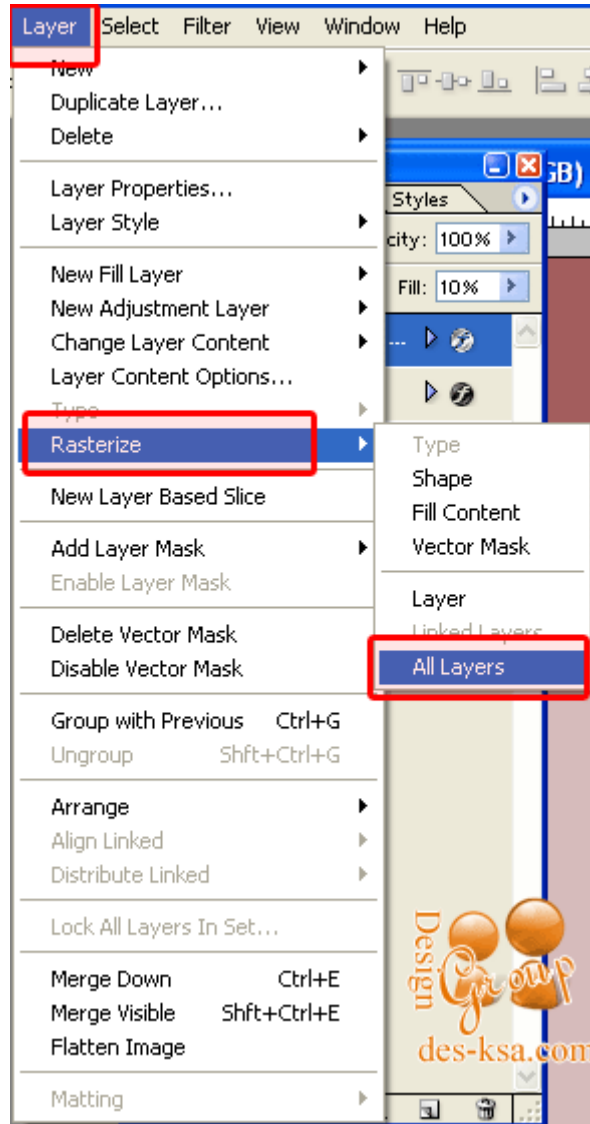 Layer Select Filter View Window Help
New
Duplicate Layer...
Delete
Layer Properties...
Layer Style
New Fill Layer
New Adjustment Layer
Change Layer Content
Layer Content Options...
Type
Rasterize
New Layer Based Slice
Add Layer Mask
Enable Layer Mask
Delete Vector Mask
Disable Vector Mask
Group with Previous Ctrl+G
Ungroup Shft+Ctrl+G
Arrange
Align Linked
Distribute Linked
Lock All Layers In Set...
Merge Down Ctrl+E
Merge Visible Shft+Ctrl+E
Flatten Image
Matting
GB)
Styles
city: 100%
Fill: 10%
...
Type
Shape
Fill Content
Vector Mask
Layer
Linked Layers
All Layers
Design
Group
des-ksa.com